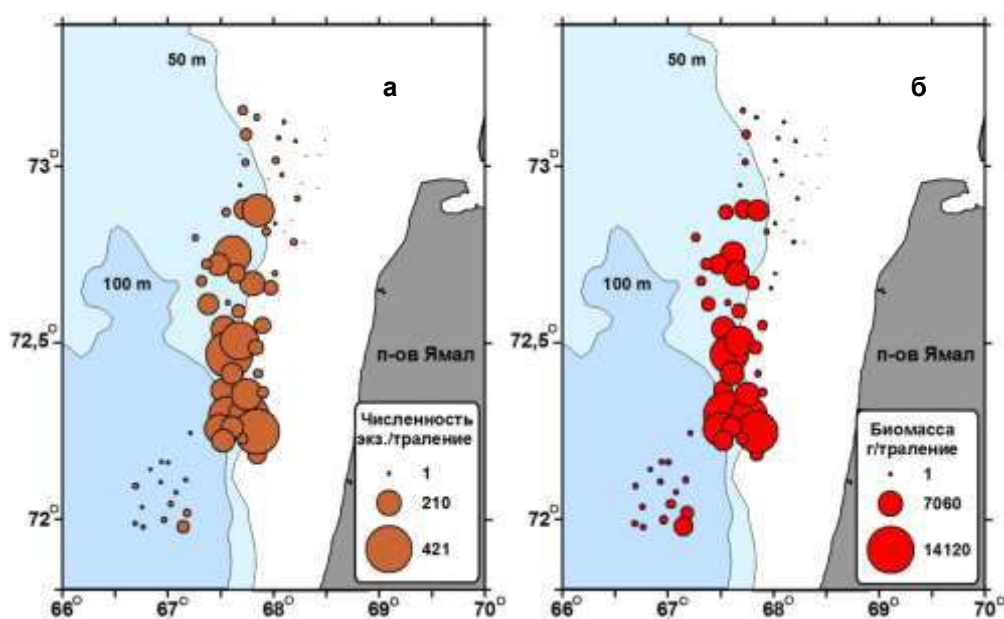 50 m
а
73°
100 m
72,5°
п-ов Ямал
Численность
экз./траление
1
210
421
72°
66° 67° 68° 69° 70°
50 m
б
73°
100 m
72,5°
п-ов Ямал
Биомасса
г/траление
1
7060
14120
72°
66° 67° 68° 69° 70°